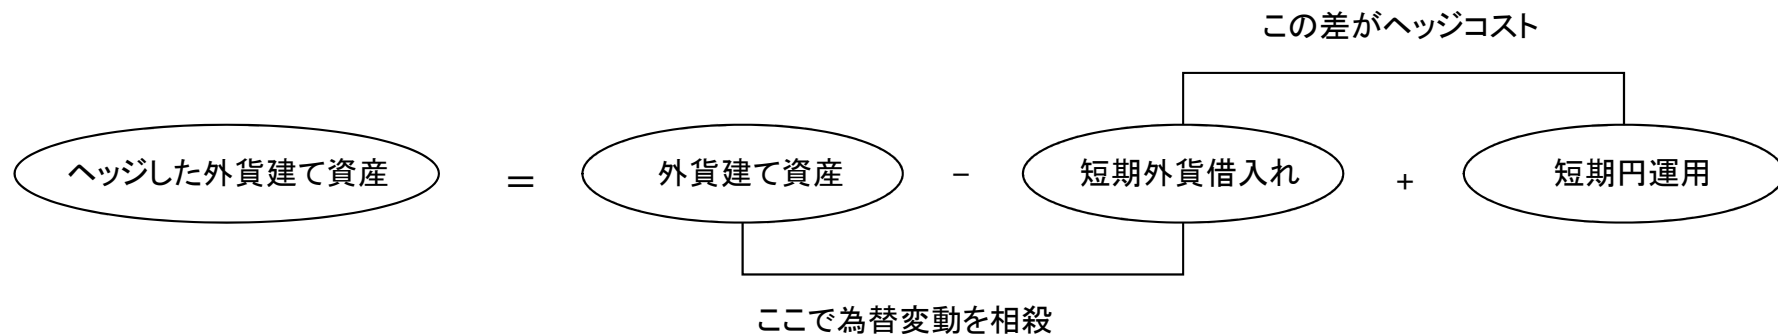 この差がヘッジコスト
ヘッジした外貨建て資産 = 外貨建て資産 - 短期外貨借入れ + 短期円運用
ここで為替変動を相殺